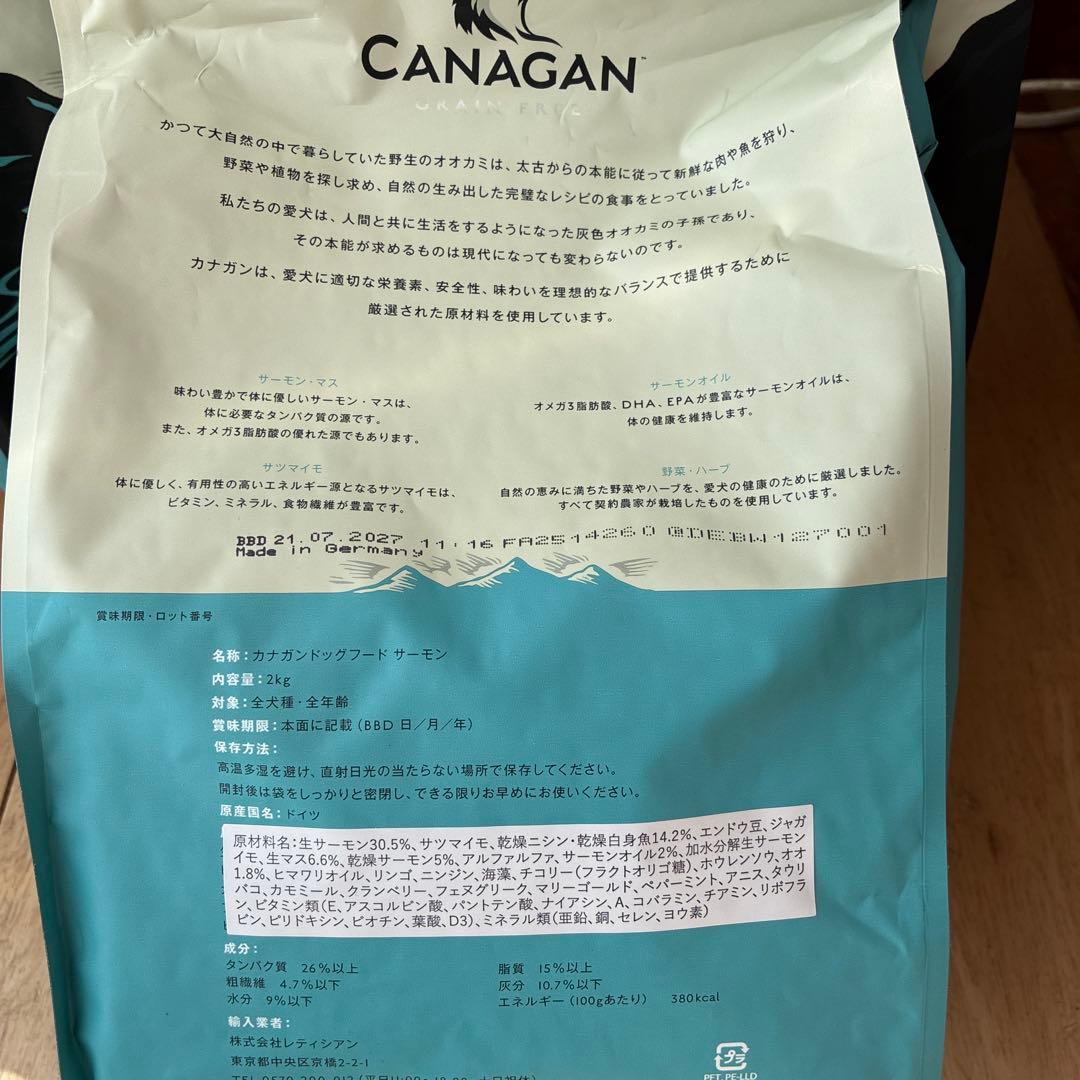 CANAGAN™
GRAIN FREE
かつて大自然の中で暮らしていた野生のオオカミは、太古からの本能に従って新鮮な肉や魚を狩り、
野菜や植物を探し求め、自然の生み出した完璧なレシピの食事をとっていました。
私たちの愛犬は、人間と共に生活をするようになった灰色オオカミの子孫であり、
その本能が求めるものは現代になっても変わらないのです。
カナガンは、愛犬に適切な栄養素、安全性、味わいを理想的なバランスで提供するために
厳選された原材料を使用しています。
サーモン・マス
味わい豊かで体に優しいサーモン・マスは、
体に必要なタンパク質の源です。
また、オメガ3脂肪酸の優れた源でもあります。
サーモンオイル
オメガ3脂肪酸、DHA、EPAが豊富なサーモンオイルは、
体の健康を維持します。
サツマイモ
体に優しく、有用性の高いエネルギー源となるサツマイモは、
ビタミン、ミネラル、食物繊維が豊富です。
野菜・ハーブ
自然の恵みに満ちた野菜やハーブを、愛犬の健康のために厳選しました。
すべて契約農家が栽培したものを使用しています。
BBD 21.07.2027 11:16 FA2514260 QDEBW127001
Made in Germany
賞味期限・ロット番号
名称：カナガンドッグフード サーモン
内容量：2kg
対象：全犬種・全年齢
賞味期限：本面に記載（BBD 日／月／年）
保存方法：
高温多湿を避け、直射日光の当たらない場所で保存してください。
開封後は袋をしっかりと密閉し、できる限りお早めにお使いください。
原産国名：ドイツ
原材料名：生サーモン30.5%、サツマイモ、乾燥ニシン・乾燥白身魚14.2%、エンドウ豆、ジャガ
イモ、生マス6.6%、乾燥サーモン5%、アルファルファ、サーモンオイル2%、加水分解生サーモン
1.8%、ヒマワリオイル、リンゴ、ニンジン、海藻、チコリー（フラクトオリゴ糖）、ホウレンソウ、オオ
バコ、カモミール、クランベリー、フェヌグリーク、マリーゴールド、ペパーミント、アニス、タウリ
ン、ビタミン類（E、アスコルビン酸、パントテン酸、ナイアシン、A、コバラミン、チアミン、リボフラ
ビン、ピリドキシン、ビオチン、葉酸、D3）、ミネラル類（亜鉛、銅、セレン、ヨウ素）
成分：
タンパク質 26%以上
脂質 15%以上
粗繊維 4.7%以下
灰分 10.7%以下
水分 9%以下
エネルギー（100gあたり） 380kcal
輸入業者：
株式会社レティシアン
東京都中央区京橋2-2-1
プラ
PET, PE-LLD